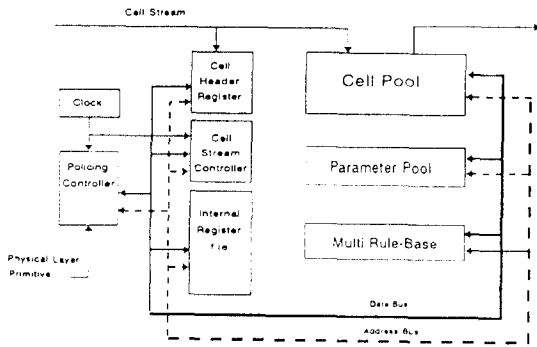 Cell Stream
Cell
Header
Register
Cell Pool
Clock
Cell
Stream
Controller
Policing
Controller
Parameter Pool
Internal
Register
file
Multi Rule-Base
Physical Layer
Primitive
Data Bus
Address Bus